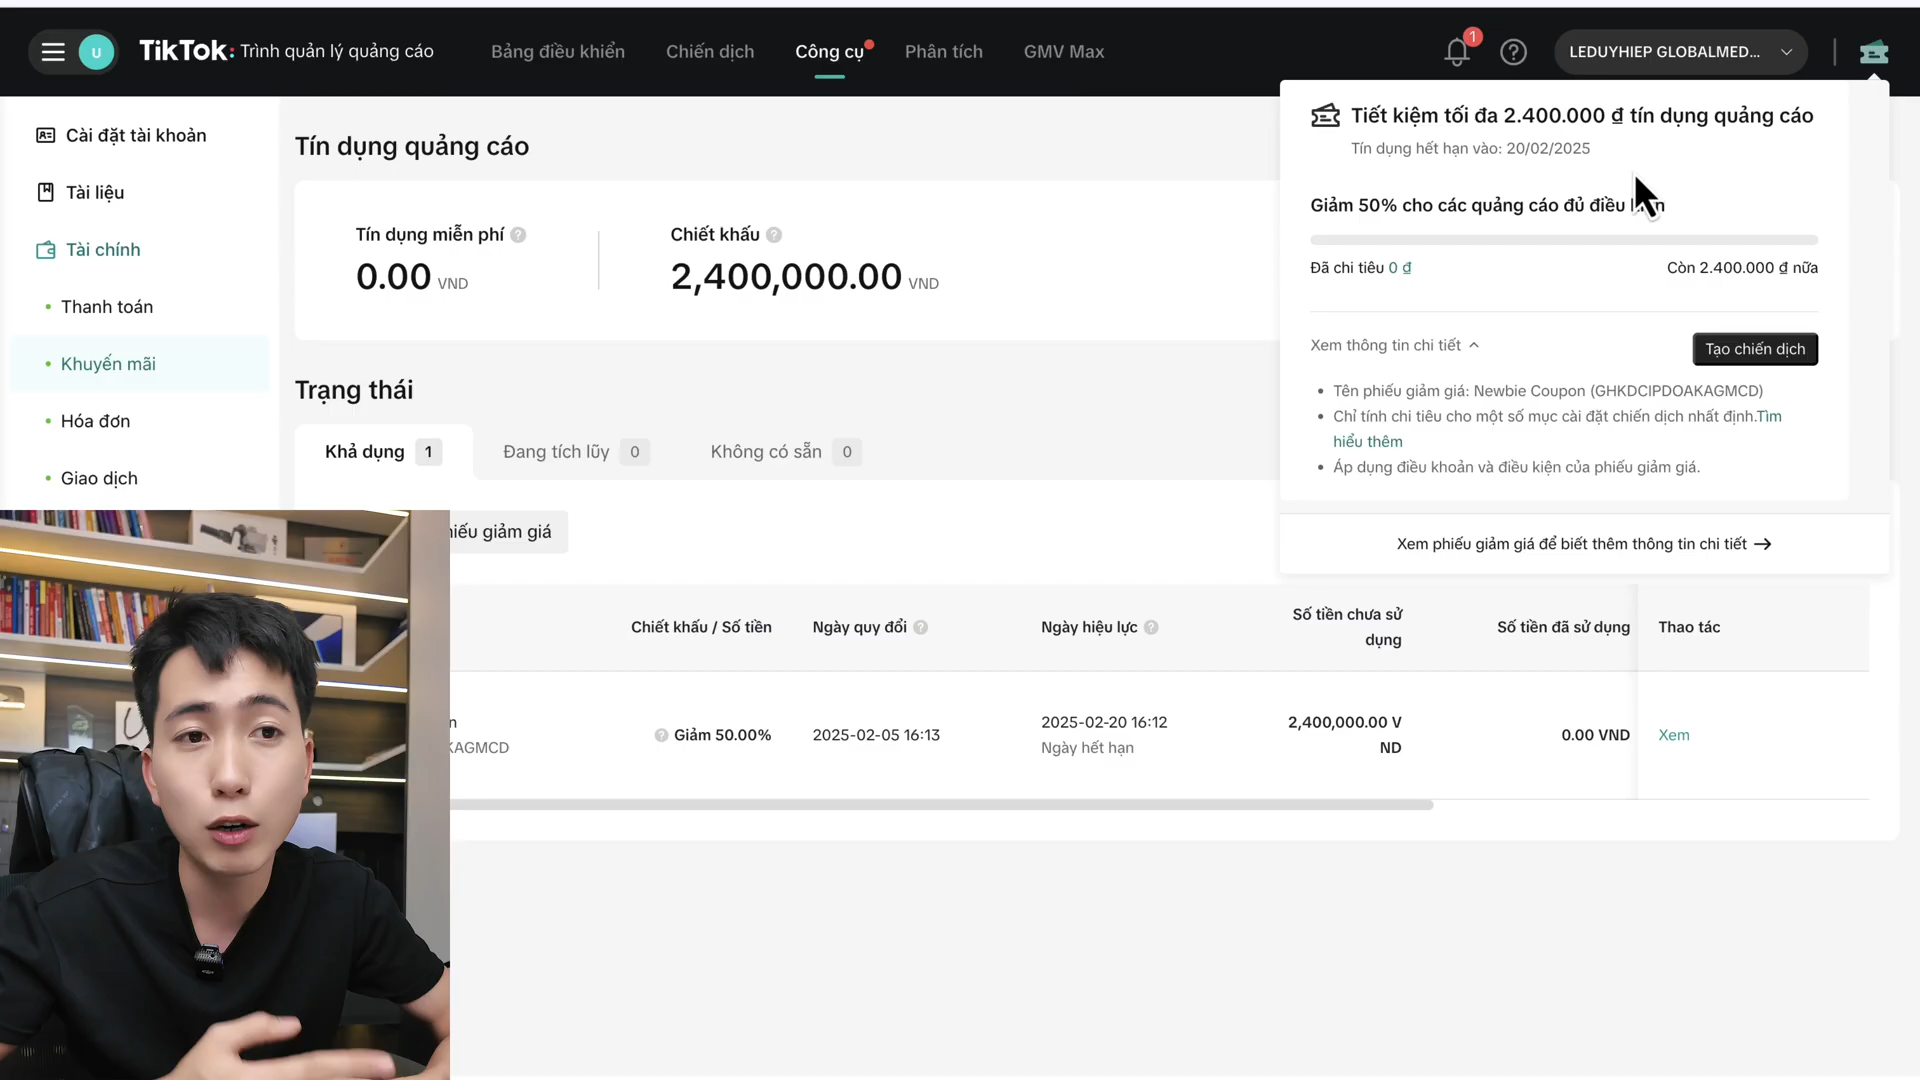 U
TikTok: Trình quản lý quảng cáo
Bảng điều khiển
Chiến dịch
Công cụ
Phân tích
GMV Max
1
LEDUYHIEP GLOBALMED...
Cài đặt tài khoản
Tài liệu
Tài chính
Thanh toán
Khuyến mãi
Hóa đơn
Giao dịch
Tín dụng quảng cáo
Tín dụng miễn phí
0.00 VND
Chiết khấu
2,400,000.00 VND
Trạng thái
Khả dụng 1
Đang tích lũy 0
Không có sẵn 0
giảm giá
Chiết khấu / Số tiền
Ngày quy đổi
Ngày hiệu lực
Số tiền chưa sử
dụng
Số tiền đã sử dụng
Thao tác
KAGMCD
Giảm 50.00%
2025-02-05 16:13
2025-02-20 16:12
Ngày hết hạn
2,400,000.00 V
ND
0.00 VND
Xem
Tiết kiệm tối đa 2.400.000 ₫ tín dụng quảng cáo
Tín dụng hết hạn vào: 20/02/2025
Giảm 50% cho các quảng cáo đủ điều
Đã chi tiêu 0 ₫
Còn 2.400.000 ₫ nữa
Xem thông tin chi tiết
Tạo chiến dịch
• Tên phiếu giảm giá: Newbie Coupon (GHKDCIPDOAKAGMCD)
• Chỉ tính chi tiêu cho một số mục cài đặt chiến dịch nhất định.Tìm
hiểu thêm
• Áp dụng điều khoản và điều kiện của phiếu giảm giá.
Xem phiếu giảm giá để biết thêm thông tin chi tiết →